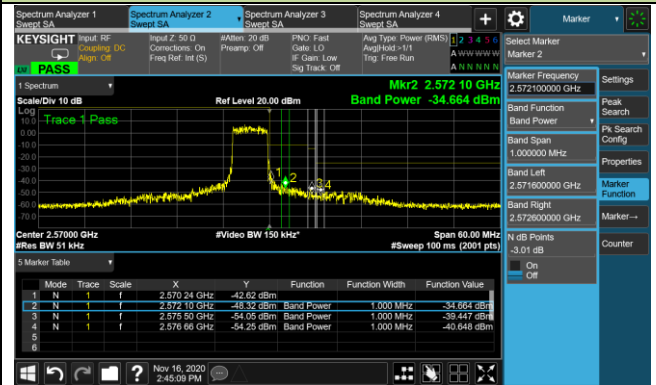 Spectrum Analyzer 1
Swept SA
Spectrum Analyzer 2
Swept SA
Spectrum Analyzer 3
Swept SA
Spectrum Analyzer 4
Swept SA
+
Marker
KEYSIGHT
Input: RF
Coupling: DC
Align: Off
Input Z: 50 Ω
Corrections: On
Freq Ref: Int (S)
#Atten: 20 dB
Preamp: Off
PNO: Fast
Gate: LO
IF Gain: Low
Sig Track: Off
Avg Type: Power (RMS)
Avg|Hold:>1/1
Trig: Free Run
1 2 3 4 5 6
A W W W W W
A N N N N N
PASS
1 Spectrum
Scale/Div 10 dB
Log
Ref Level 20.00 dBm
Mkr2 2.572 10 GHz
Band Power -34.664 dBm
Trace 1 Pass
10.0
0.00
-10.0
-20.0
-30.0
-40.0
-50.0
-60.0
-70.0
1
2
3
4
Center 2.57000 GHz
#Res BW 51 kHz
#Video BW 150 kHz*
Span 60.00 MHz
#Sweep 100 ms (2001 pts)
5 Marker Table
Mode Trace Scale X Y Function Function Width Function Value
1 N 1 f 2.570 24 GHz -42.62 dBm
2 N 1 f 2.572 10 GHz -48.32 dBm Band Power 1.000 MHz -34.664 dBm
3 N 1 f 2.575 50 GHz -54.05 dBm Band Power 1.000 MHz -39.447 dBm
4 N 1 f 2.576 66 GHz -54.25 dBm Band Power 1.000 MHz -40.648 dBm
5
6
?
Nov 16, 2020
2:45:09 PM
Select Marker
Marker 2
Marker Frequency
2.572100000 GHz
Band Function
Band Power
Band Span
1.000000 MHz
Band Left
2.571600000 GHz
Band Right
2.572600000 GHz
N dB Points
-3.01 dB
On
Off
Settings
Peak
Search
Pk Search
Config
Properties
Marker
Function
Marker→
Counter